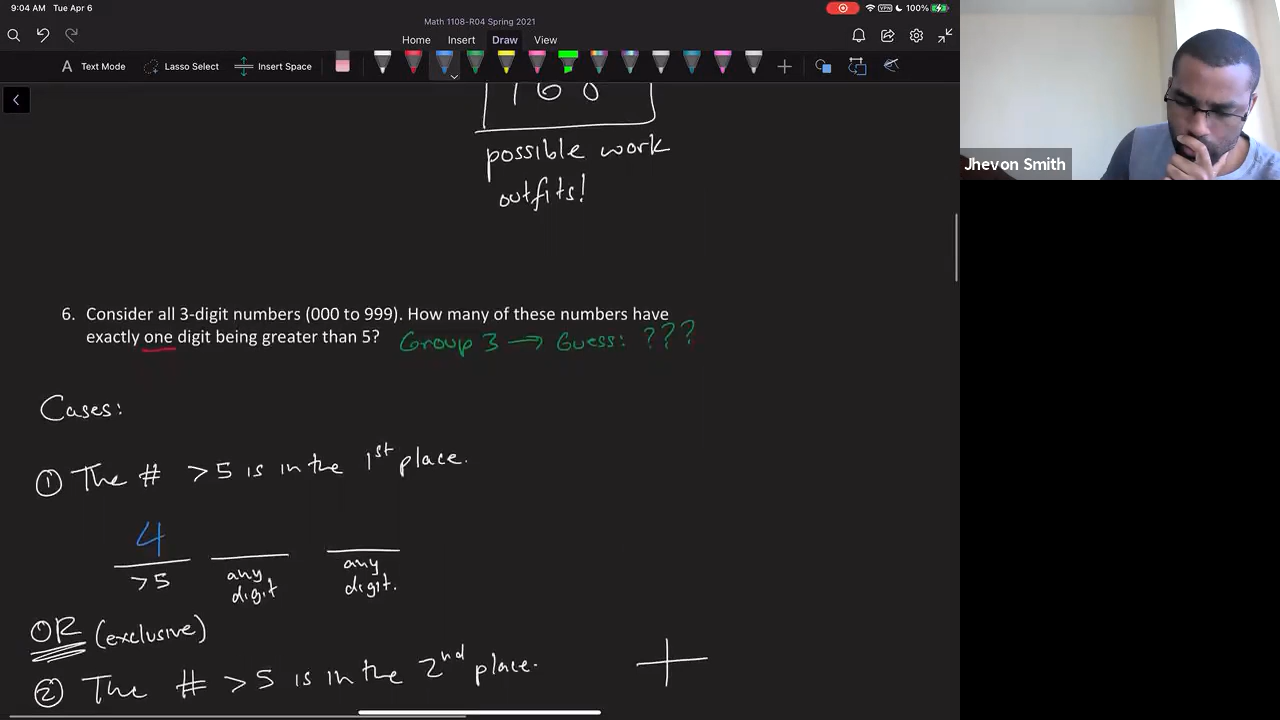 9:04 AM Tue Apr 6
100%
VPN
Math 1108-R04 Spring 2021
Home Insert Draw View
Text Mode Lasso Select Insert Space
160
possible work
outfits!
Jhevon Smith
6. Consider all 3-digit numbers (000 to 999). How many of these numbers have
exactly one digit being greater than 5? Group 3 → Guess: ???
Cases:
① The # >5 is in the 1st place.
4
>5 any digit any digit.
OR (exclusive)
② The # >5 is in the 2nd place.